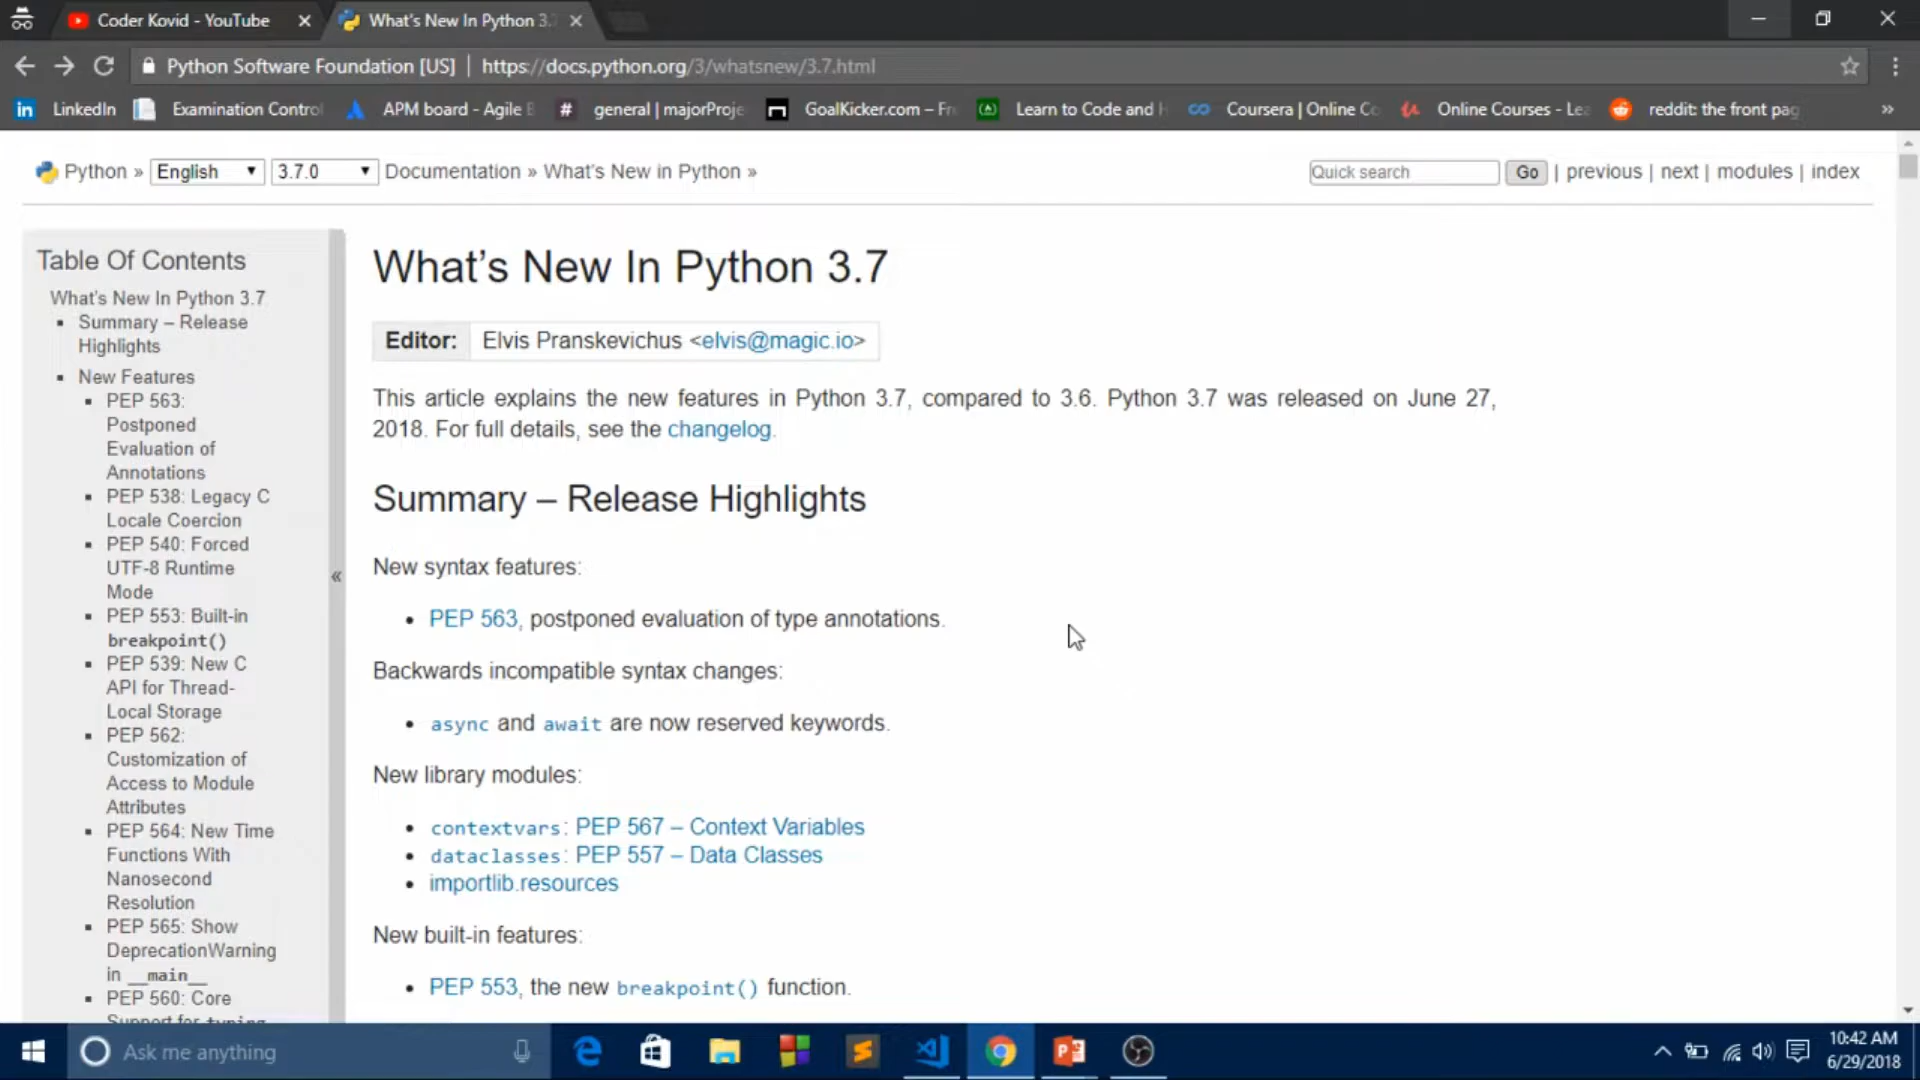 Coder Kovid - YouTube
What's New In Python 3.
Python Software Foundation [US] | https://docs.python.org/3/whatsnew/3.7.html
LinkedIn
Examination Control
APM board - Agile
general | majorProje
GoalKicker.com – Fr
Learn to Code and
Coursera | Online Co
Online Courses - Lea
reddit: the front pag
»
Python » English 3.7.0 Documentation » What's New in Python »
Quick search Go | previous | next | modules | index
Table Of Contents
What's New In Python 3.7
Summary – Release
Highlights
New Features
PEP 563:
Postponed
Evaluation of
Annotations
PEP 538: Legacy C
Locale Coercion
PEP 540: Forced
UTF-8 Runtime
Mode
PEP 553: Built-in
breakpoint()
PEP 539: New C
API for Thread-
Local Storage
PEP 562:
Customization of
Access to Module
Attributes
PEP 564: New Time
Functions With
Nanosecond
Resolution
PEP 565: Show
DeprecationWarning
in __main__
PEP 560: Core
Support for typing
«
What's New In Python 3.7
Editor: Elvis Pranskevichus <elvis@magic.io>
This article explains the new features in Python 3.7, compared to 3.6. Python 3.7 was released on June 27,
2018. For full details, see the changelog.
Summary – Release Highlights
New syntax features:
• PEP 563, postponed evaluation of type annotations.
Backwards incompatible syntax changes:
• async and await are now reserved keywords.
New library modules:
• contextvars: PEP 567 – Context Variables
• dataclasses: PEP 557 – Data Classes
• importlib.resources
New built-in features:
• PEP 553, the new breakpoint() function.
Ask me anything
10:42 AM
6/29/2018